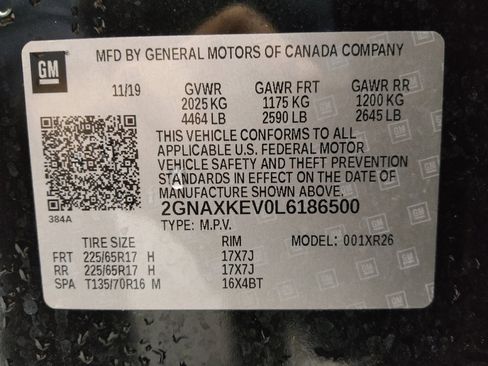 GM
MFD BY GENERAL MOTORS OF CANADA COMPANY
11/19 GVWR GAWR FRT GAWR RR
2025 KG 1175 KG 1200 KG
4464 LB 2590 LB 2645 LB
THIS VEHICLE CONFORMS TO ALL
APPLICABLE U.S. FEDERAL MOTOR
VEHICLE SAFETY AND THEFT PREVENTION
STANDARDS IN EFFECT ON THE DATE OF
MANUFACTURE SHOWN ABOVE.
384A
2GNAXKEV0L6186500
TYPE: M.P.V.
TIRE SIZE RIM MODEL: 001XR26
FRT 225/65R17 H 17X7J
RR 225/65R17 H 17X7J
SPA T135/70R16 M 16X4BT